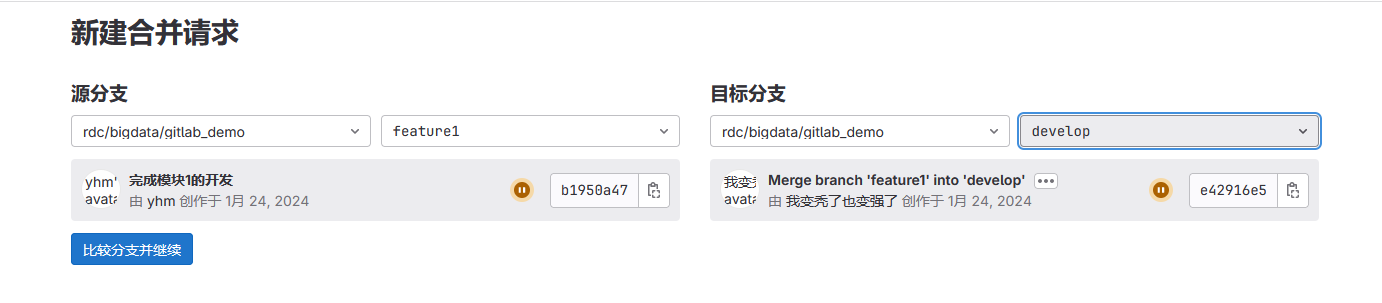 新建合并请求
源分支
目标分支
rdc/bigdata/gitlab_demo
feature1
rdc/bigdata/gitlab_demo
develop
yhm'
avata
完成模块1的开发
由 yhm 创作于 1月 24, 2024
b1950a47
我变秃
avata
Merge branch 'feature1' into 'develop'
由 我变秃了也变强了 创作于 1月 24, 2024
e42916e5
比较分支并继续